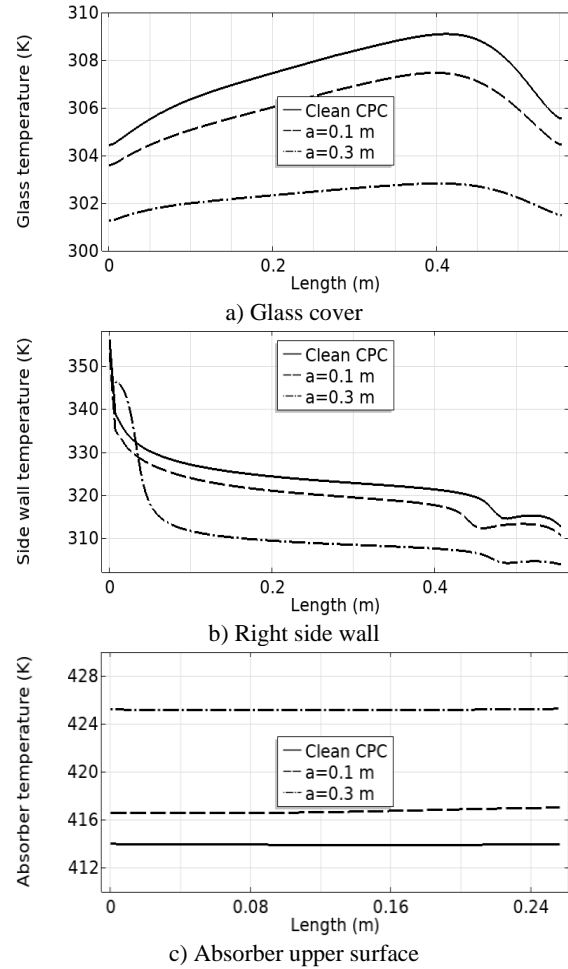 Glass temperature (K)
310
308
306
304
302
300
Clean CPC
a=0.1 m
a=0.3 m
0
0.2
0.4
Length (m)
a) Glass cover
Side wall temperature (K)
350
340
330
320
310
Clean CPC
a=0.1 m
a=0.3 m
0
0.2
0.4
Length (m)
b) Right side wall
Absorber temperature (K)
428
424
420
416
412
Clean CPC
a=0.1 m
a=0.3 m
0
0.08
0.16
0.24
Length (m)
c) Absorber upper surface